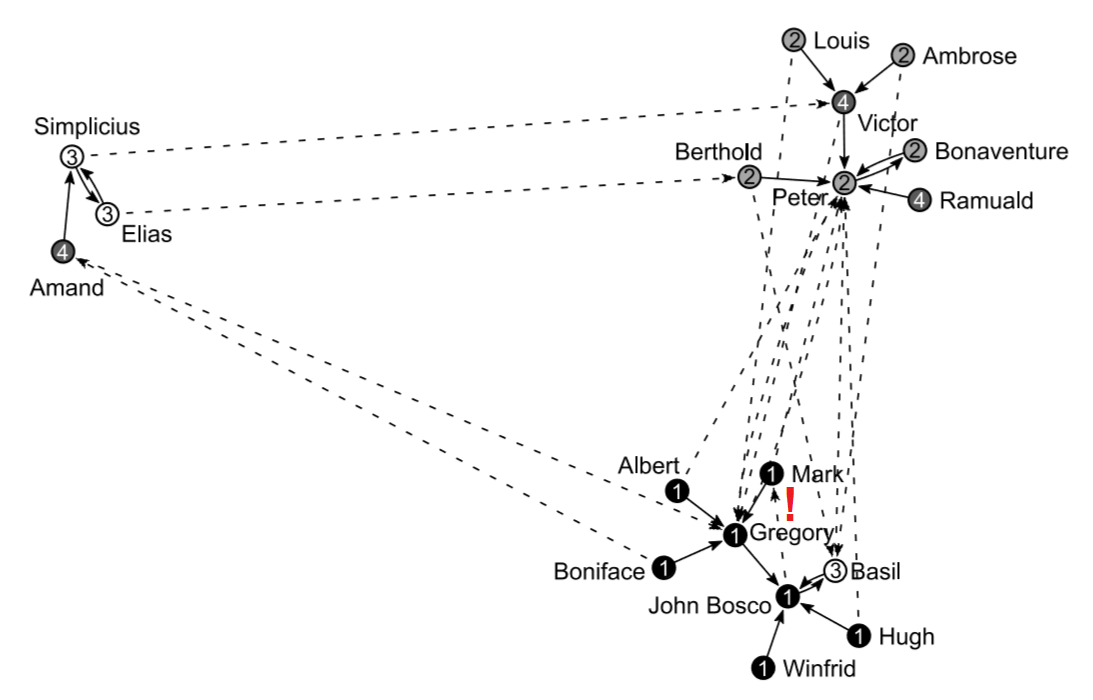 2 Louis
2 Ambrose
4
Victor
Simplicius
3
Berthold
2
2 Bonaventure
2
Peter
4 Ramuald
3
Elias
4
Amand
Albert
1
1 Mark
!
1 Gregory
Boniface 1
3 Basil
John Bosco 1
1 Hugh
1 Winfrid